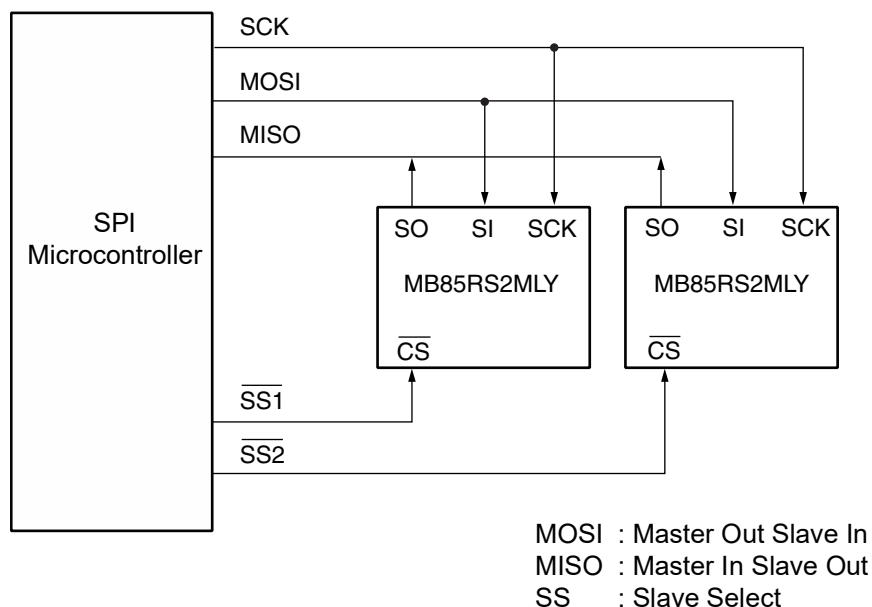 SCK
MOSI
MISO
SPI
Microcontroller
SO SI SCK
MB85RS2MLY
CS
SO SI SCK
MB85RS2MLY
CS
SS1
SS2
MOSI : Master Out Slave In
MISO : Master In Slave Out
SS : Slave Select